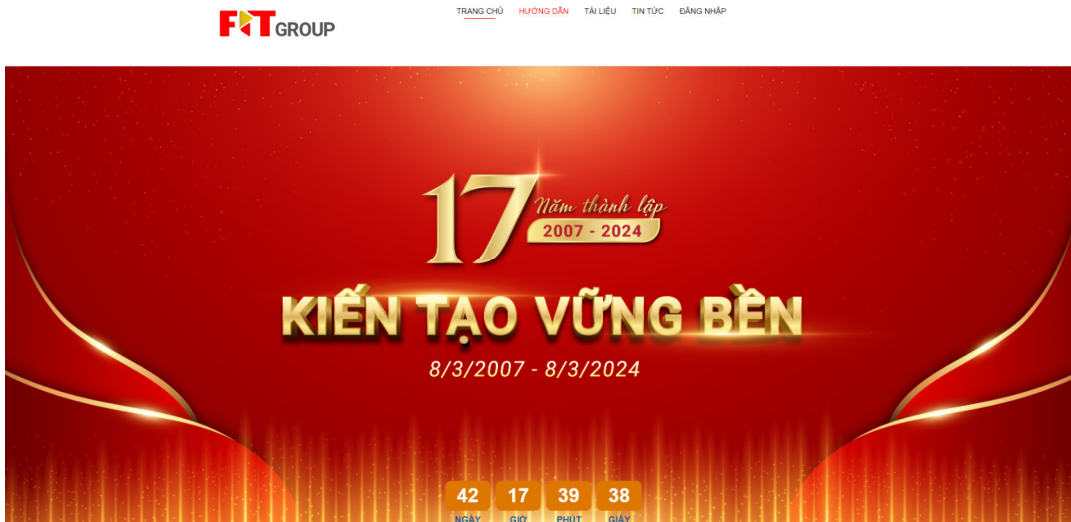 FIT GROUP
TRANG CHỦ HƯỚNG DẪN TÀI LIỆU TIN TỨC ĐĂNG NHẬP
17 Năm thành lập
2007 - 2024
KIẾN TẠO VỮNG BỀN
8/3/2007 - 8/3/2024
42 17 39 38
NGÀY GIỜ PHÚT GIÂY